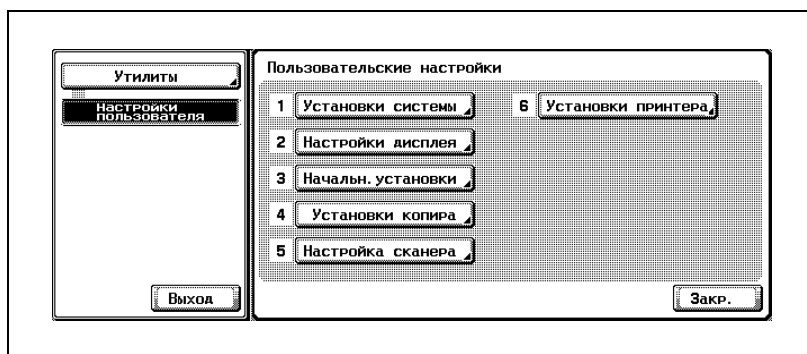 Утилиты
Настройки
пользователя
Выход
Пользовательские настройки
1 Установки системы
2 Настройки дисплея
3 Начальн.установки
4 Установки копира
5 Настройка сканера
6 Установки принтера
Закр.